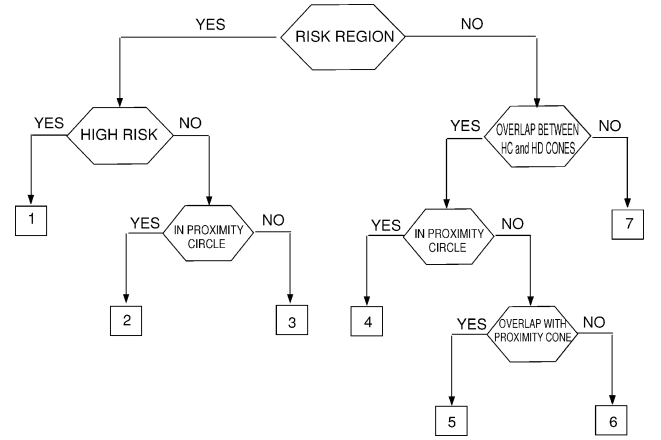 YES
RISK REGION
NO
YES
HIGH RISK
NO
YES
OVERLAP BETWEEN
HC and HD CONES
NO
1
YES
IN PROXIMITY
CIRCLE
NO
YES
IN PROXIMITY
CIRCLE
NO
7
2
3
4
YES
OVERLAP WITH
PROXIMITY CONE
NO
5
6